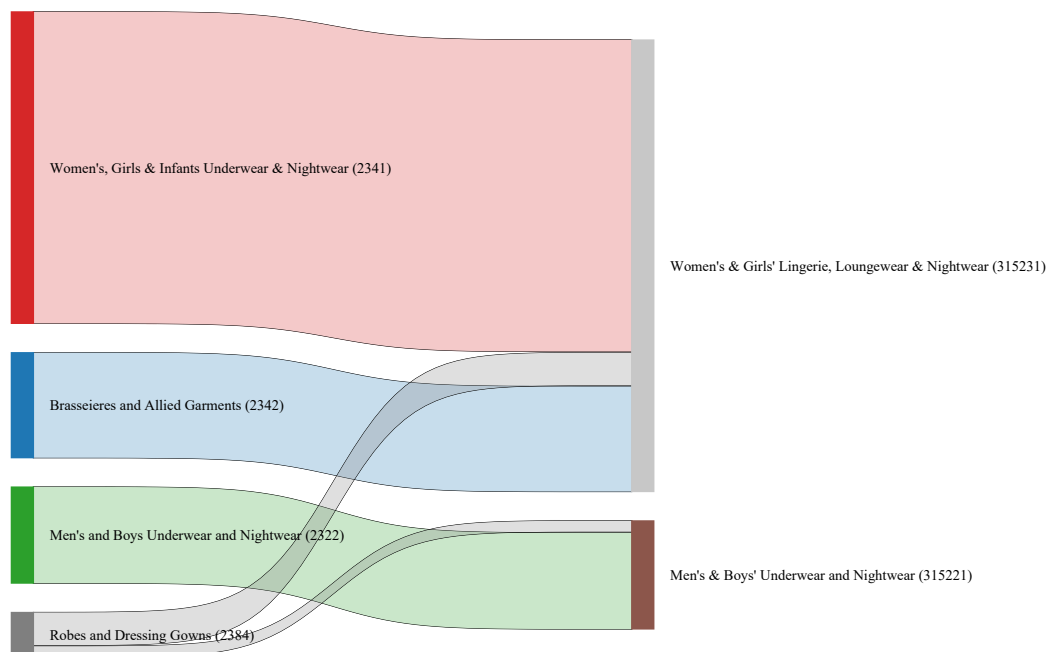 Women's, Girls & Infants Underwear & Nightwear (2341)
Brasseieres and Allied Garments (2342)
Men's and Boys Underwear and Nightwear (2322)
Robes and Dressing Gowns (2384)
Women's & Girls' Lingerie, Loungewear & Nightwear (315231)
Men's & Boys' Underwear and Nightwear (315221)